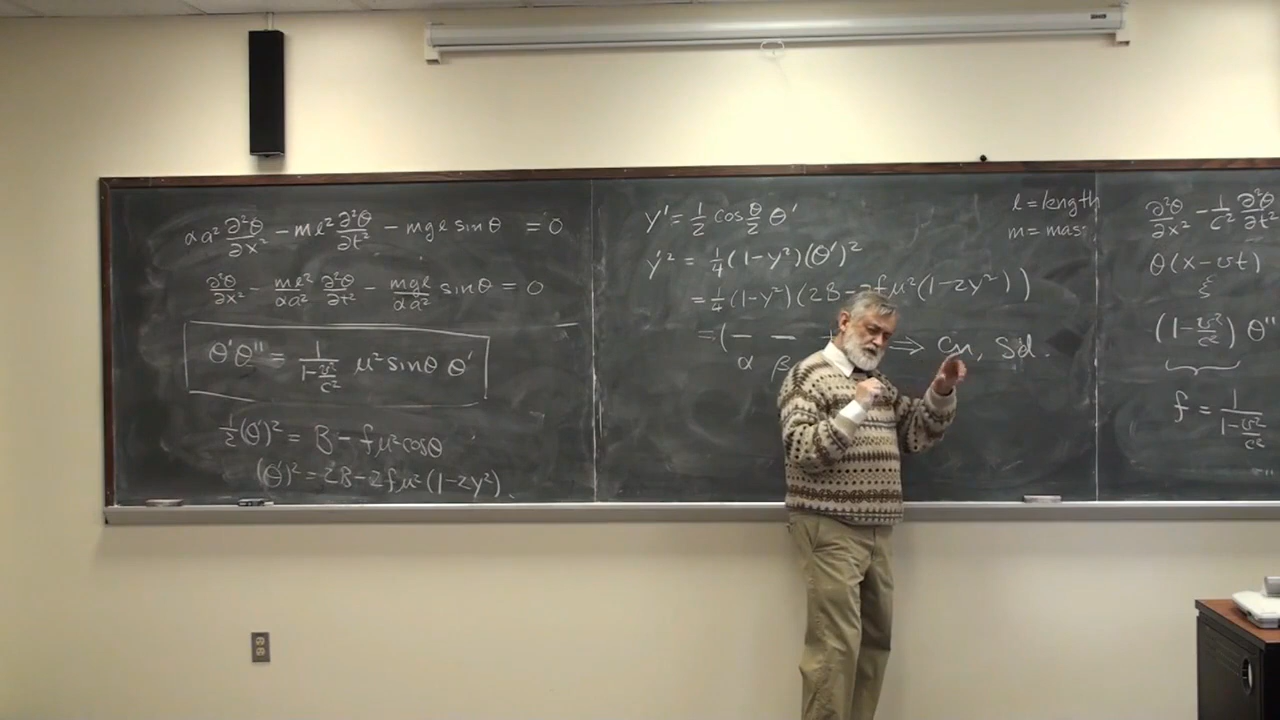 αa² ∂²θ/∂x² − ml² ∂²θ/∂t² − mgl sinθ = 0
∂²θ/∂x² − ml²/αa² ∂²θ/∂t² − mgl/αa² sinθ = 0
θ'θ'' = 1/(1−v²/c²) μ² sinθ θ'
½(θ')² = B − fμ² cosθ
(θ')² = 2B − 2fμ²(1−2y²)
y' = ½ cos θ/2 θ'
y'² = ¼(1−y²)(θ')²
= ¼(1−y²)(2B − 2fμ²(1−2y²))
= (− −
α β
⇒ cn, sd.
l = length
m = mass
∂²θ/∂x² − 1/c² ∂²θ/∂t²
θ(x − vt)
ξ
(1 − v²/c²) θ''
f = 1/(1−v²/c²)